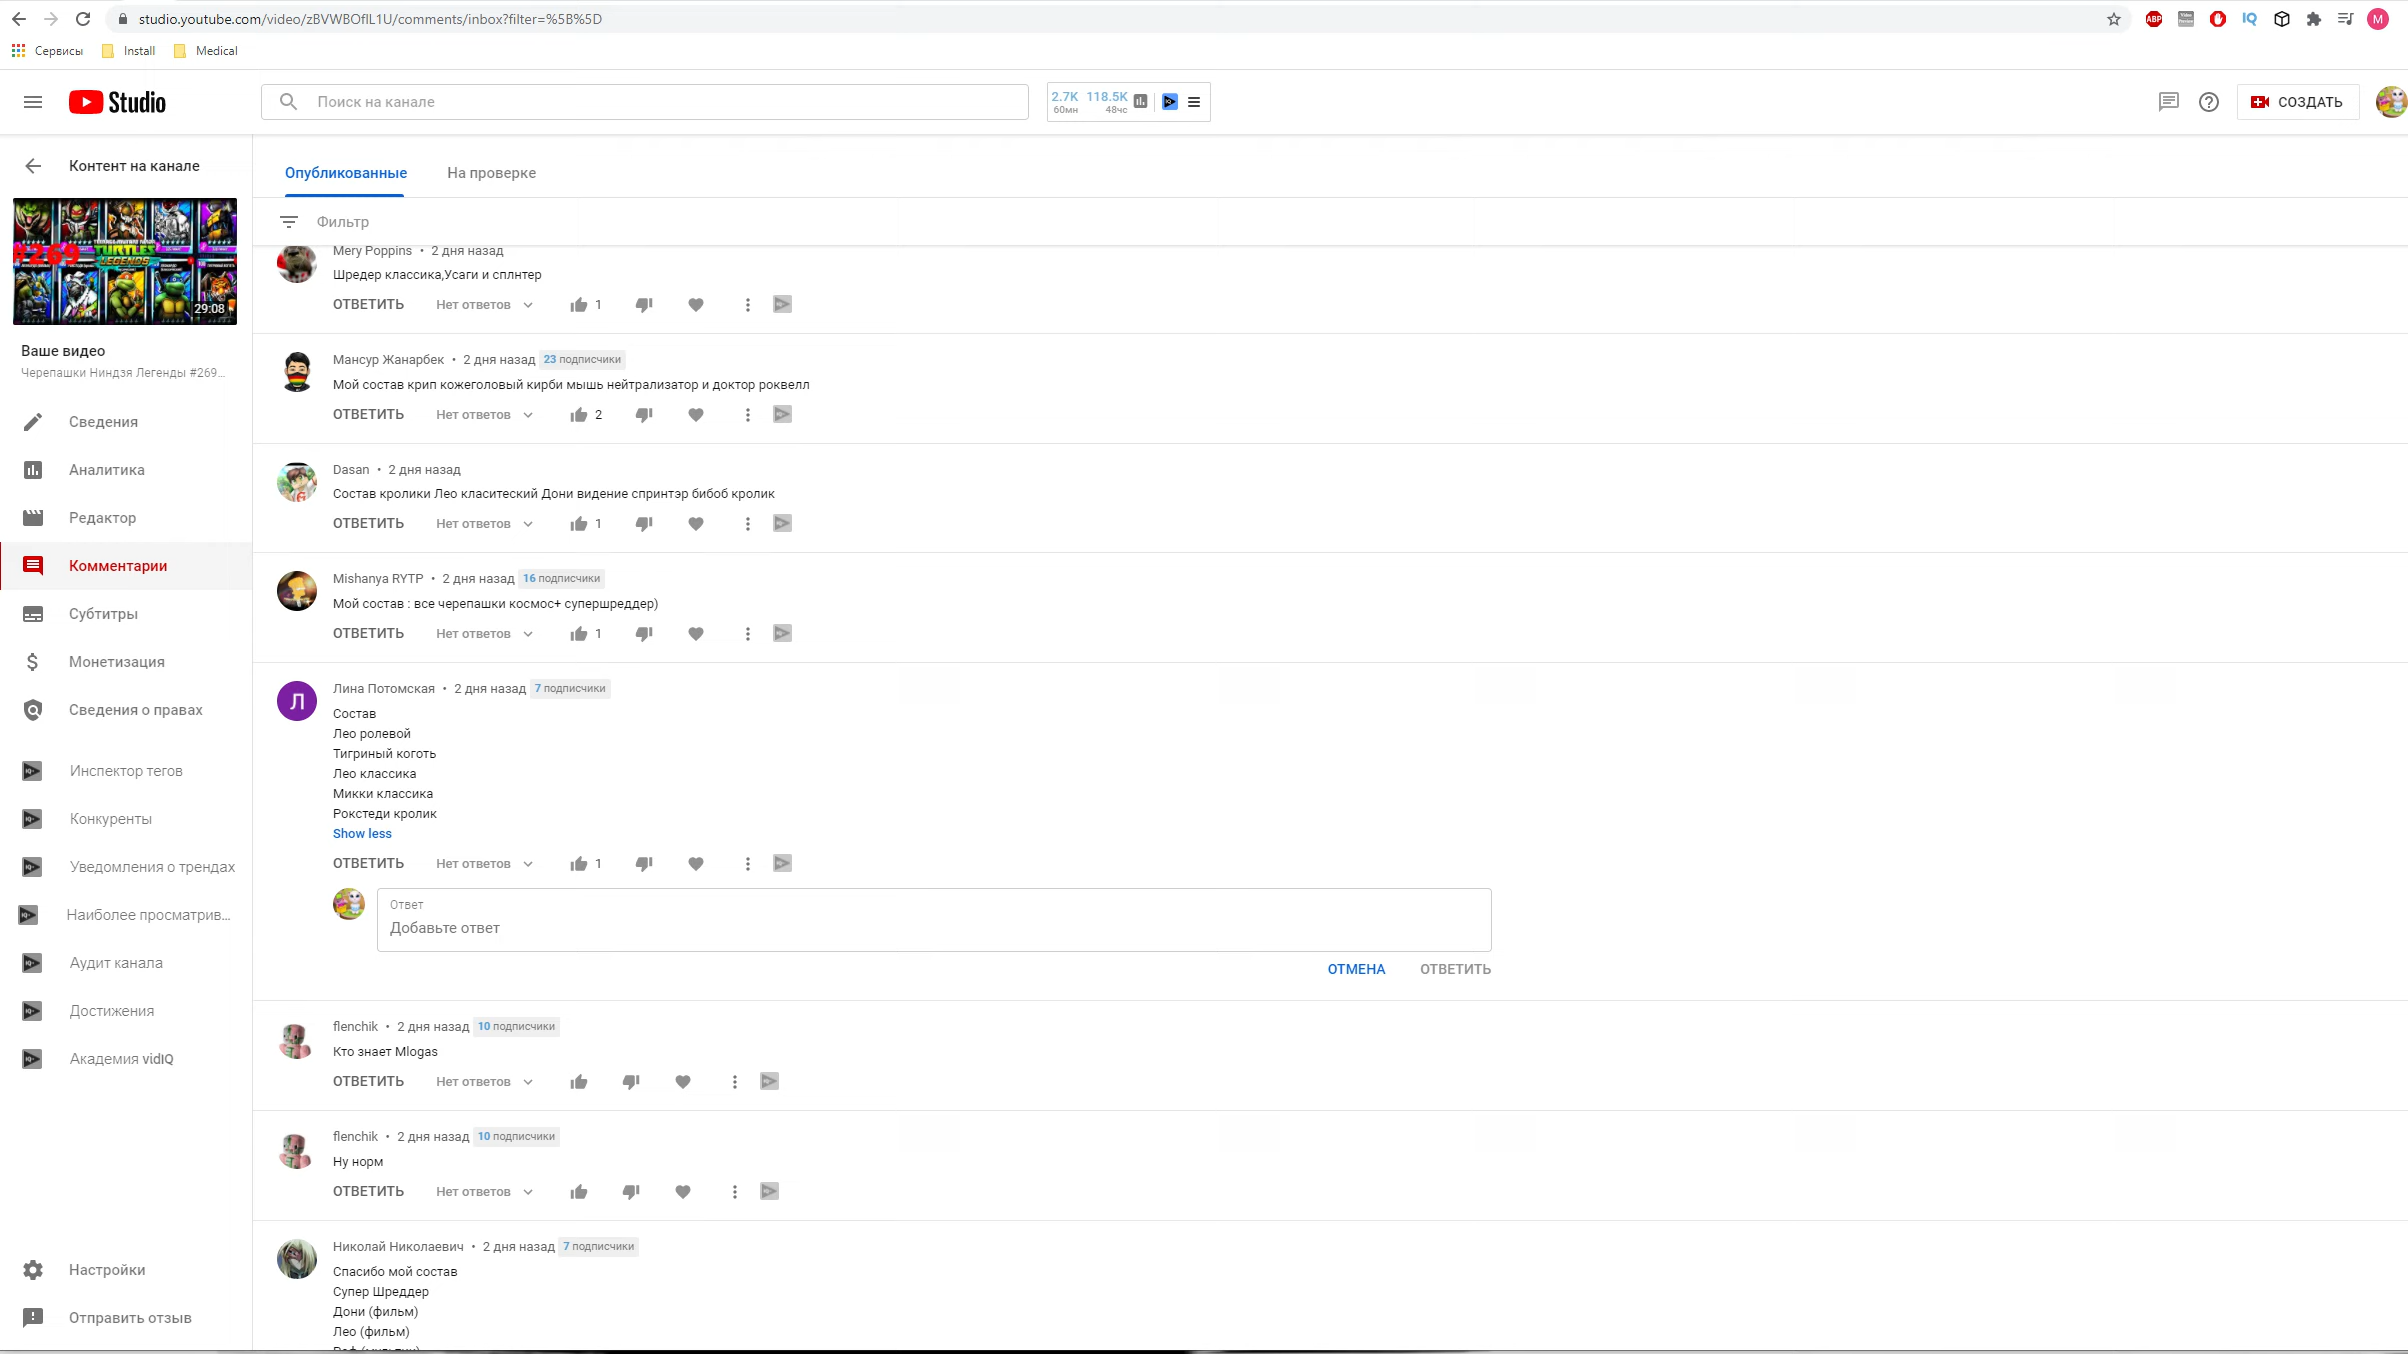 studio.youtube.com/video/zBVWBOfIL1U/comments/inbox?filter=%5B%5D
ABP
IQ
M
Сервисы
Install
Medical
Studio
Поиск на канале
2.7K 118.5K
60мн 48чс
СОЗДАТЬ
Контент на канале
#269
TURTLES
LEGENDS
29:08
Ваше видео
Черепашки Ниндзя Легенды #269...
Сведения
Аналитика
Редактор
Комментарии
Субтитры
Монетизация
Сведения о правах
Инспектор тегов
Конкуренты
Уведомления о трендах
Наиболее просматрив...
Аудит канала
Достижения
Академия vidIQ
Настройки
Отправить отзыв
Опубликованные
На проверке
Фильтр
Mery Poppins • 2 дня назад
Шредер классика,Усаги и сплнтер
ОТВЕТИТЬ Нет ответов 1
Мансур Жанарбек • 2 дня назад 23 подписчики
Мой состав крип кожеголовый кирби мышь нейтрализатор и доктор роквелл
ОТВЕТИТЬ Нет ответов 2
Dasan • 2 дня назад
Состав кролики Лео класитеский Дони видение спринтэр бибоб кролик
ОТВЕТИТЬ Нет ответов 1
Mishanya RYTP • 2 дня назад 16 подписчики
Мой состав : все черепашки космос+ супершреддер)
ОТВЕТИТЬ Нет ответов 1
Л
Лина Потомская • 2 дня назад 7 подписчики
Состав
Лео ролевой
Тигриный коготь
Лео классика
Микки классика
Рокстеди кролик
Show less
ОТВЕТИТЬ Нет ответов 1
Ответ
Добавьте ответ
ОТМЕНА ОТВЕТИТЬ
flenchik • 2 дня назад 10 подписчики
Кто знает Mlogas
ОТВЕТИТЬ Нет ответов
flenchik • 2 дня назад 10 подписчики
Ну норм
ОТВЕТИТЬ Нет ответов
Николай Николаевич • 2 дня назад 7 подписчики
Спасибо мой состав
Супер Шреддер
Дони (фильм)
Лео (фильм)